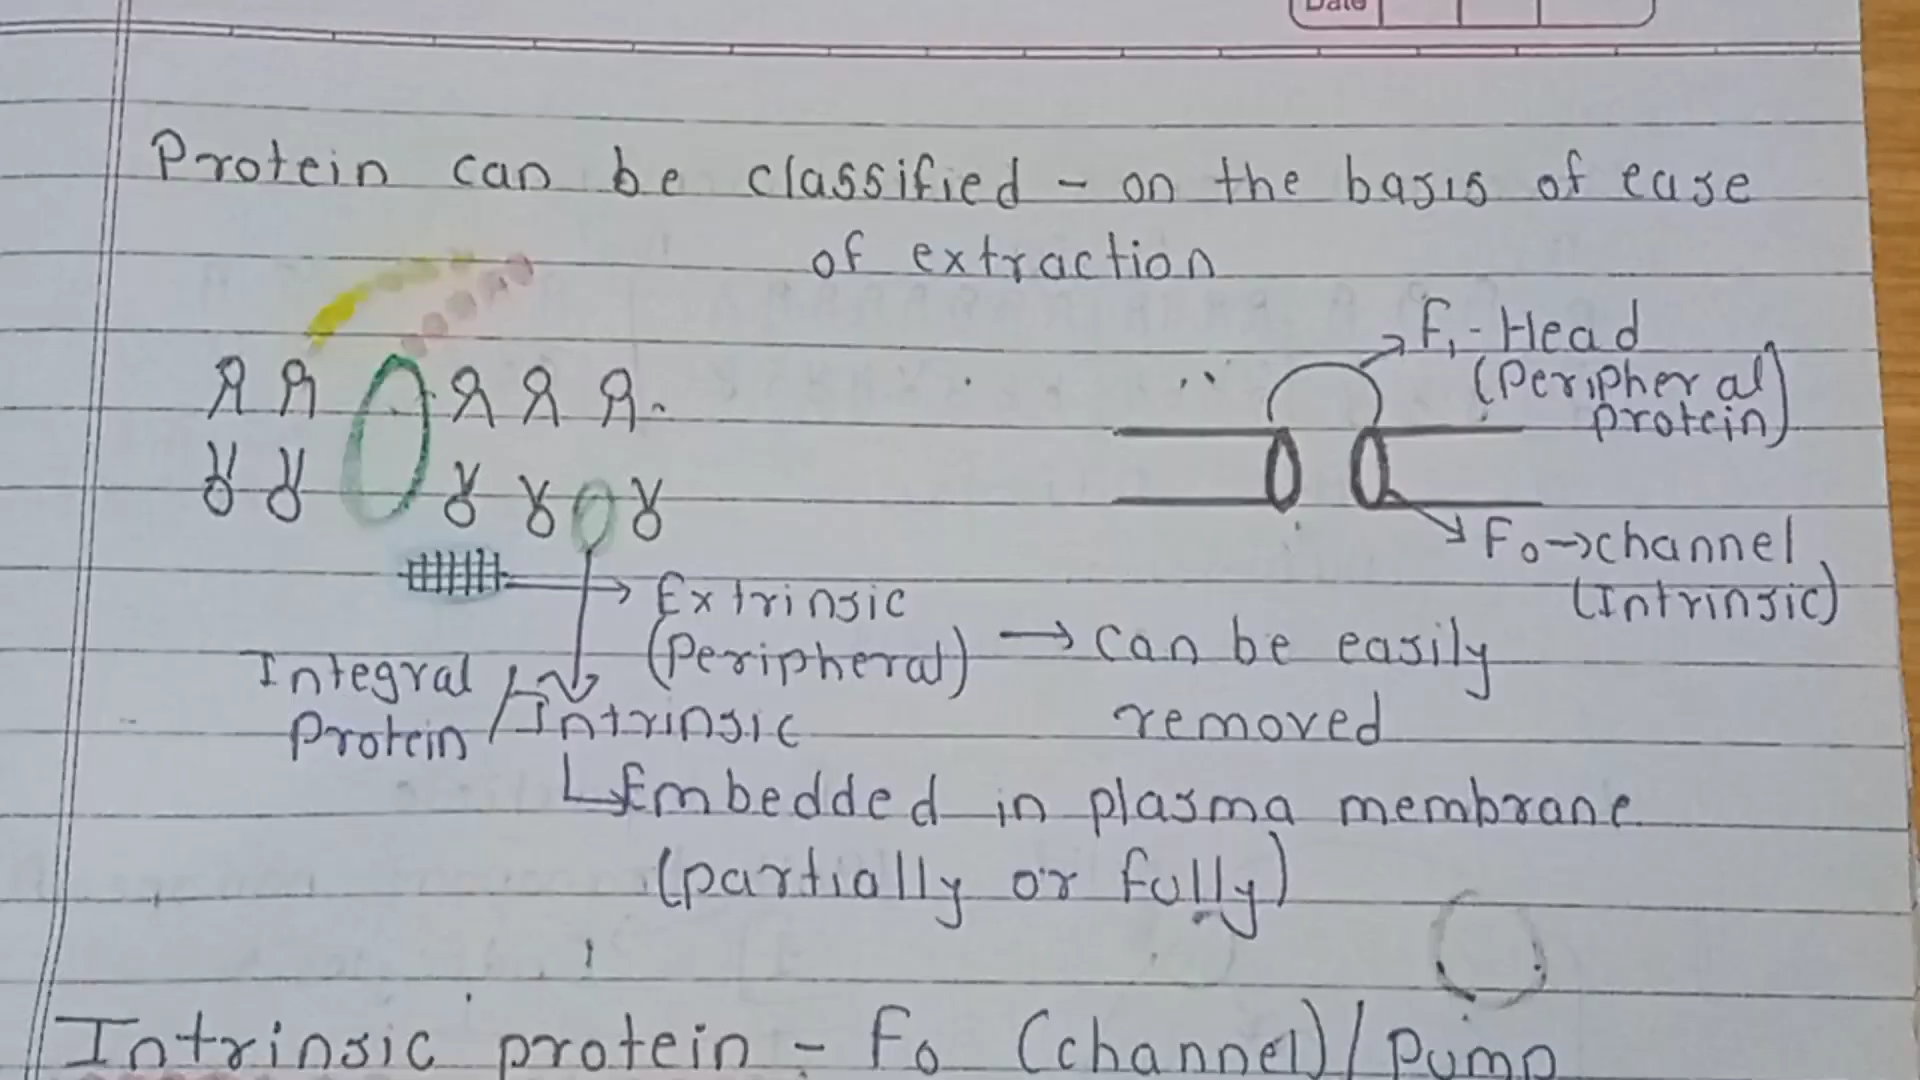 Date
Protein can be classified - on the basis of ease
of extraction
F1 - Head
(Peripheral
protein)
F0 → channel
(Intrinsic)
Extrinsic
(Peripheral) → can be easily
removed
Integral
Protein / Intrinsic
Embedded in plasma membrane
(partially or fully)
Intrinsic protein - F0 (channel) / Pump